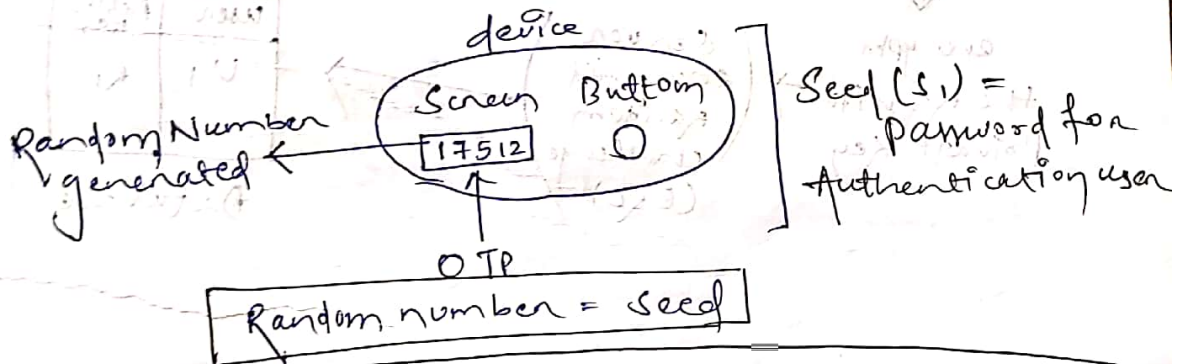 device
Screen Buttom
17512
Random Number
generated
OTP
Seed (S1) =
Password for
Authentication user
Random number = seed